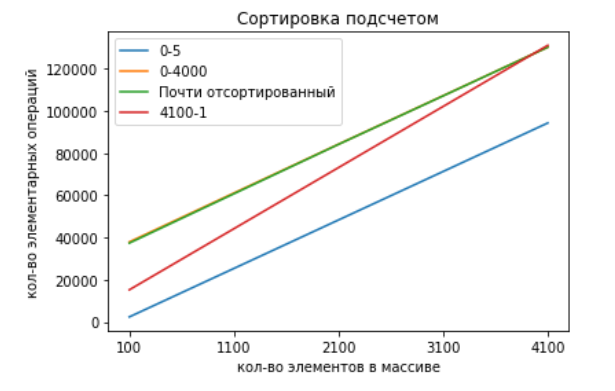 Сортировка подсчетом
0-5
0-4000
Почти отсортированный
4100-1
кол-во элементарных операций
120000
100000
80000
60000
40000
20000
0
100 1100 2100 3100 4100
кол-во элементов в массиве